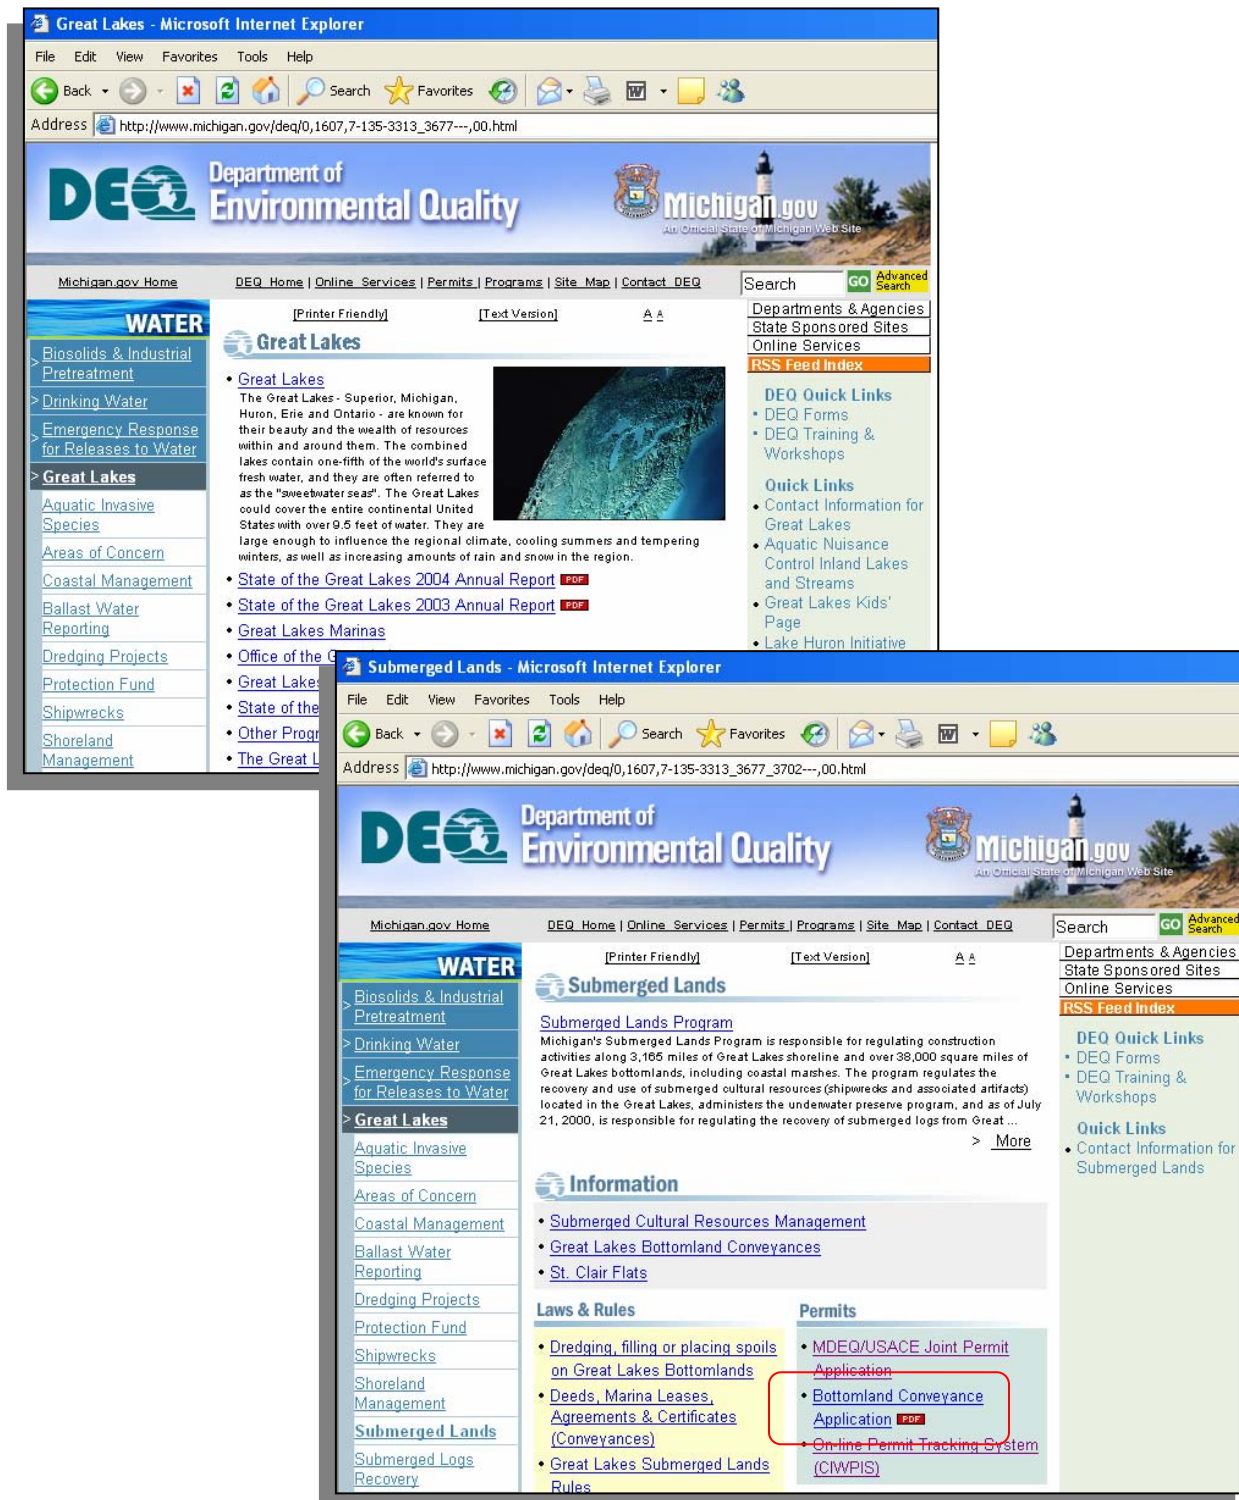 Great Lakes - Microsoft Internet Explorer
File Edit View Favorites Tools Help
Back Search Favorites
Address http://www.michigan.gov/deq/0,1607,7-135-3313_3677---,00.html
DEQ Department of
Environmental Quality
Michigan.gov
An Official State of Michigan Web Site
Michigan.gov Home
DEQ Home | Online Services | Permits | Programs | Site Map | Contact DEQ
Search GO Advanced
Search
WATER
> Biosolids & Industrial
Pretreatment
> Drinking Water
> Emergency Response
for Releases to Water
> Great Lakes
Aquatic Invasive
Species
Areas of Concern
Coastal Management
Ballast Water
Reporting
Dredging Projects
Protection Fund
Shipwrecks
Shoreland
Management
[Printer Friendly] [Text Version] A A
Great Lakes
• Great Lakes
The Great Lakes - Superior, Michigan,
Huron, Erie and Ontario - are known for
their beauty and the wealth of resources
within and around them. The combined
lakes contain one-fifth of the world's surface
fresh water, and they are often referred to
as the "sweetwater seas". The Great Lakes
could cover the entire continental United
States with over 9.5 feet of water. They are
large enough to influence the regional climate, cooling summers and tempering
winters, as well as increasing amounts of rain and snow in the region.
• State of the Great Lakes 2004 Annual Report PDF
• State of the Great Lakes 2003 Annual Report PDF
• Great Lakes Marinas
• Office of the
• Great Lakes
• State of the
• Other Progr
• The Great L
Departments & Agencies
State Sponsored Sites
Online Services
RSS Feed Index
DEQ Quick Links
• DEQ Forms
• DEQ Training &
Workshops
Quick Links
• Contact Information for
Great Lakes
• Aquatic Nuisance
Control Inland Lakes
and Streams
• Great Lakes Kids'
Page
• Lake Huron Initiative
Submerged Lands - Microsoft Internet Explorer
File Edit View Favorites Tools Help
Back Search Favorites
Address http://www.michigan.gov/deq/0,1607,7-135-3313_3677_3702---,00.html
DEQ Department of
Environmental Quality
Michigan.gov
An Official State of Michigan Web Site
Michigan.gov Home
DEQ Home | Online Services | Permits | Programs | Site Map | Contact DEQ
Search GO Advanced
Search
WATER
> Biosolids & Industrial
Pretreatment
> Drinking Water
> Emergency Response
for Releases to Water
> Great Lakes
Aquatic Invasive
Species
Areas of Concern
Coastal Management
Ballast Water
Reporting
Dredging Projects
Protection Fund
Shipwrecks
Shoreland
Management
Submerged Lands
Submerged Logs
Recovery
[Printer Friendly] [Text Version] A A
Submerged Lands
Submerged Lands Program
Michigan's Submerged Lands Program is responsible for regulating construction
activities along 3,165 miles of Great Lakes shoreline and over 38,000 square miles of
Great Lakes bottomlands, including coastal marshes. The program regulates the
recovery and use of submerged cultural resources (shipwrecks and associated artifacts)
located in the Great Lakes, administers the underwater preserve program, and as of July
21, 2000, is responsible for regulating the recovery of submerged logs from Great ...
> More
Information
• Submerged Cultural Resources Management
• Great Lakes Bottomland Conveyances
• St. Clair Flats
Laws & Rules
• Dredging, filling or placing spoils
on Great Lakes Bottomlands
• Deeds, Marina Leases,
Agreements & Certificates
(Conveyances)
• Great Lakes Submerged Lands
Rules
Permits
• MDEQ/USACE Joint Permit
Application
• Bottomland Conveyance
Application PDF
• On-line Permit Tracking System
(CIWPIS)
Departments & Agencies
State Sponsored Sites
Online Services
RSS Feed Index
DEQ Quick Links
• DEQ Forms
• DEQ Training &
Workshops
Quick Links
• Contact Information for
Submerged Lands